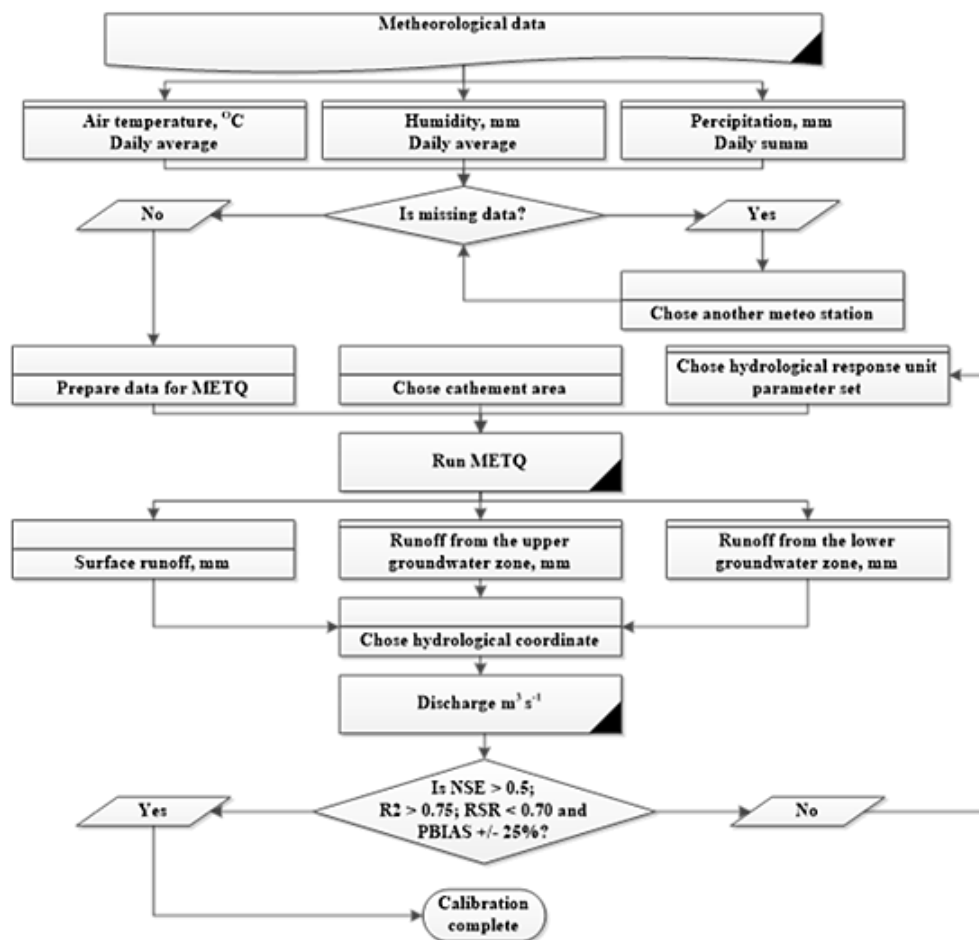 Metheorological data
Air temperature, °C
Daily average
Humidity, mm
Daily average
Percipitation, mm
Daily summ
No
Is missing data?
Yes
Chose another meteo station
Prepare data for METQ
Chose cathement area
Chose hydrological response unit
parameter set
Run METQ
Surface runoff, mm
Runoff from the upper
groundwater zone, mm
Runoff from the lower
groundwater zone, mm
Chose hydrological coordinate
Discharge m³ s⁻¹
Yes
Is NSE > 0.5;
R2 > 0.75; RSR < 0.70 and
PBIAS +/- 25%?
No
Calibration
complete